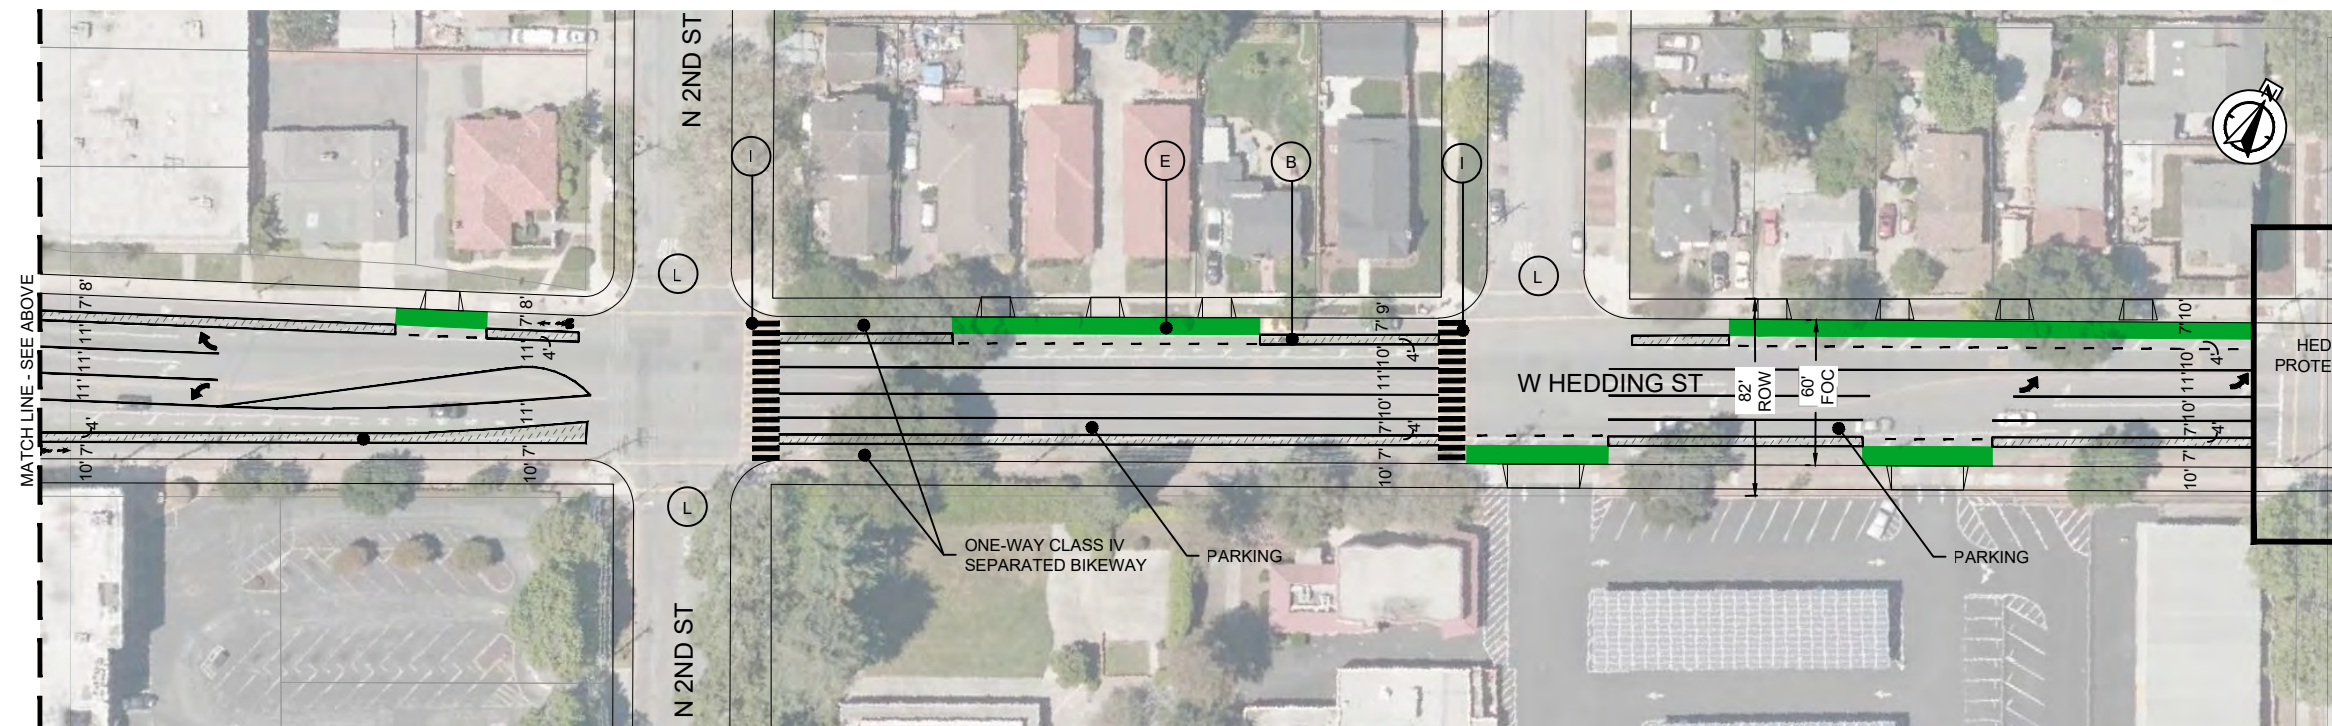 N 2ND ST
N
I
E
B
I
L
L
MATCH LINE - SEE ABOVE
8'
7'
11'
11'
11'
11'
4'
7'
10'
8'
7'
11'
4'
11'
7'
10'
9'
7'
4'
10'
11'
10'
7'
4'
7'
10'
W HEDDING ST
82'
ROW
60'
FOC
10'
7'
4'
10'
11'
10'
7'
4'
7'
10'
HED
PROTE
L
ONE-WAY CLASS IV
SEPARATED BIKEWAY
PARKING
PARKING
N 2ND ST